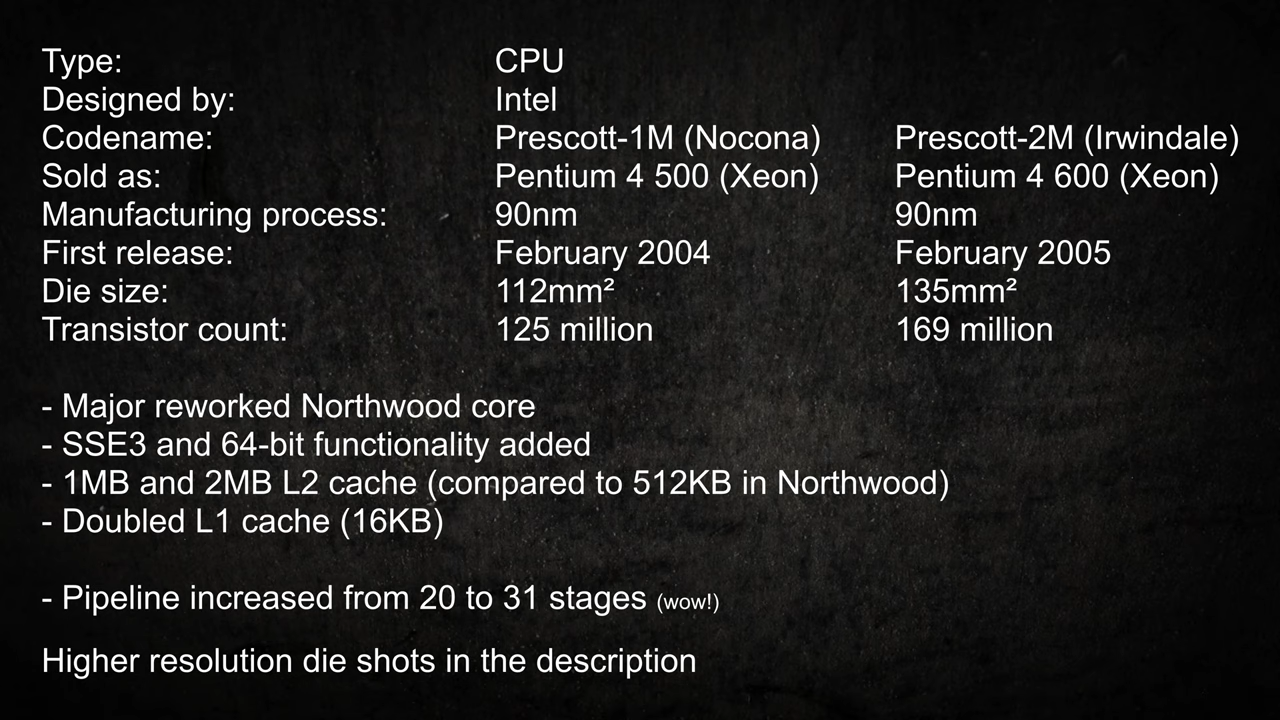 Type: CPU
Designed by: Intel
Codename: Prescott-1M (Nocona) Prescott-2M (Irwindale)
Sold as: Pentium 4 500 (Xeon) Pentium 4 600 (Xeon)
Manufacturing process: 90nm 90nm
First release: February 2004 February 2005
Die size: 112mm² 135mm²
Transistor count: 125 million 169 million
- Major reworked Northwood core
- SSE3 and 64-bit functionality added
- 1MB and 2MB L2 cache (compared to 512KB in Northwood)
- Doubled L1 cache (16KB)
- Pipeline increased from 20 to 31 stages (wow!)
Higher resolution die shots in the description